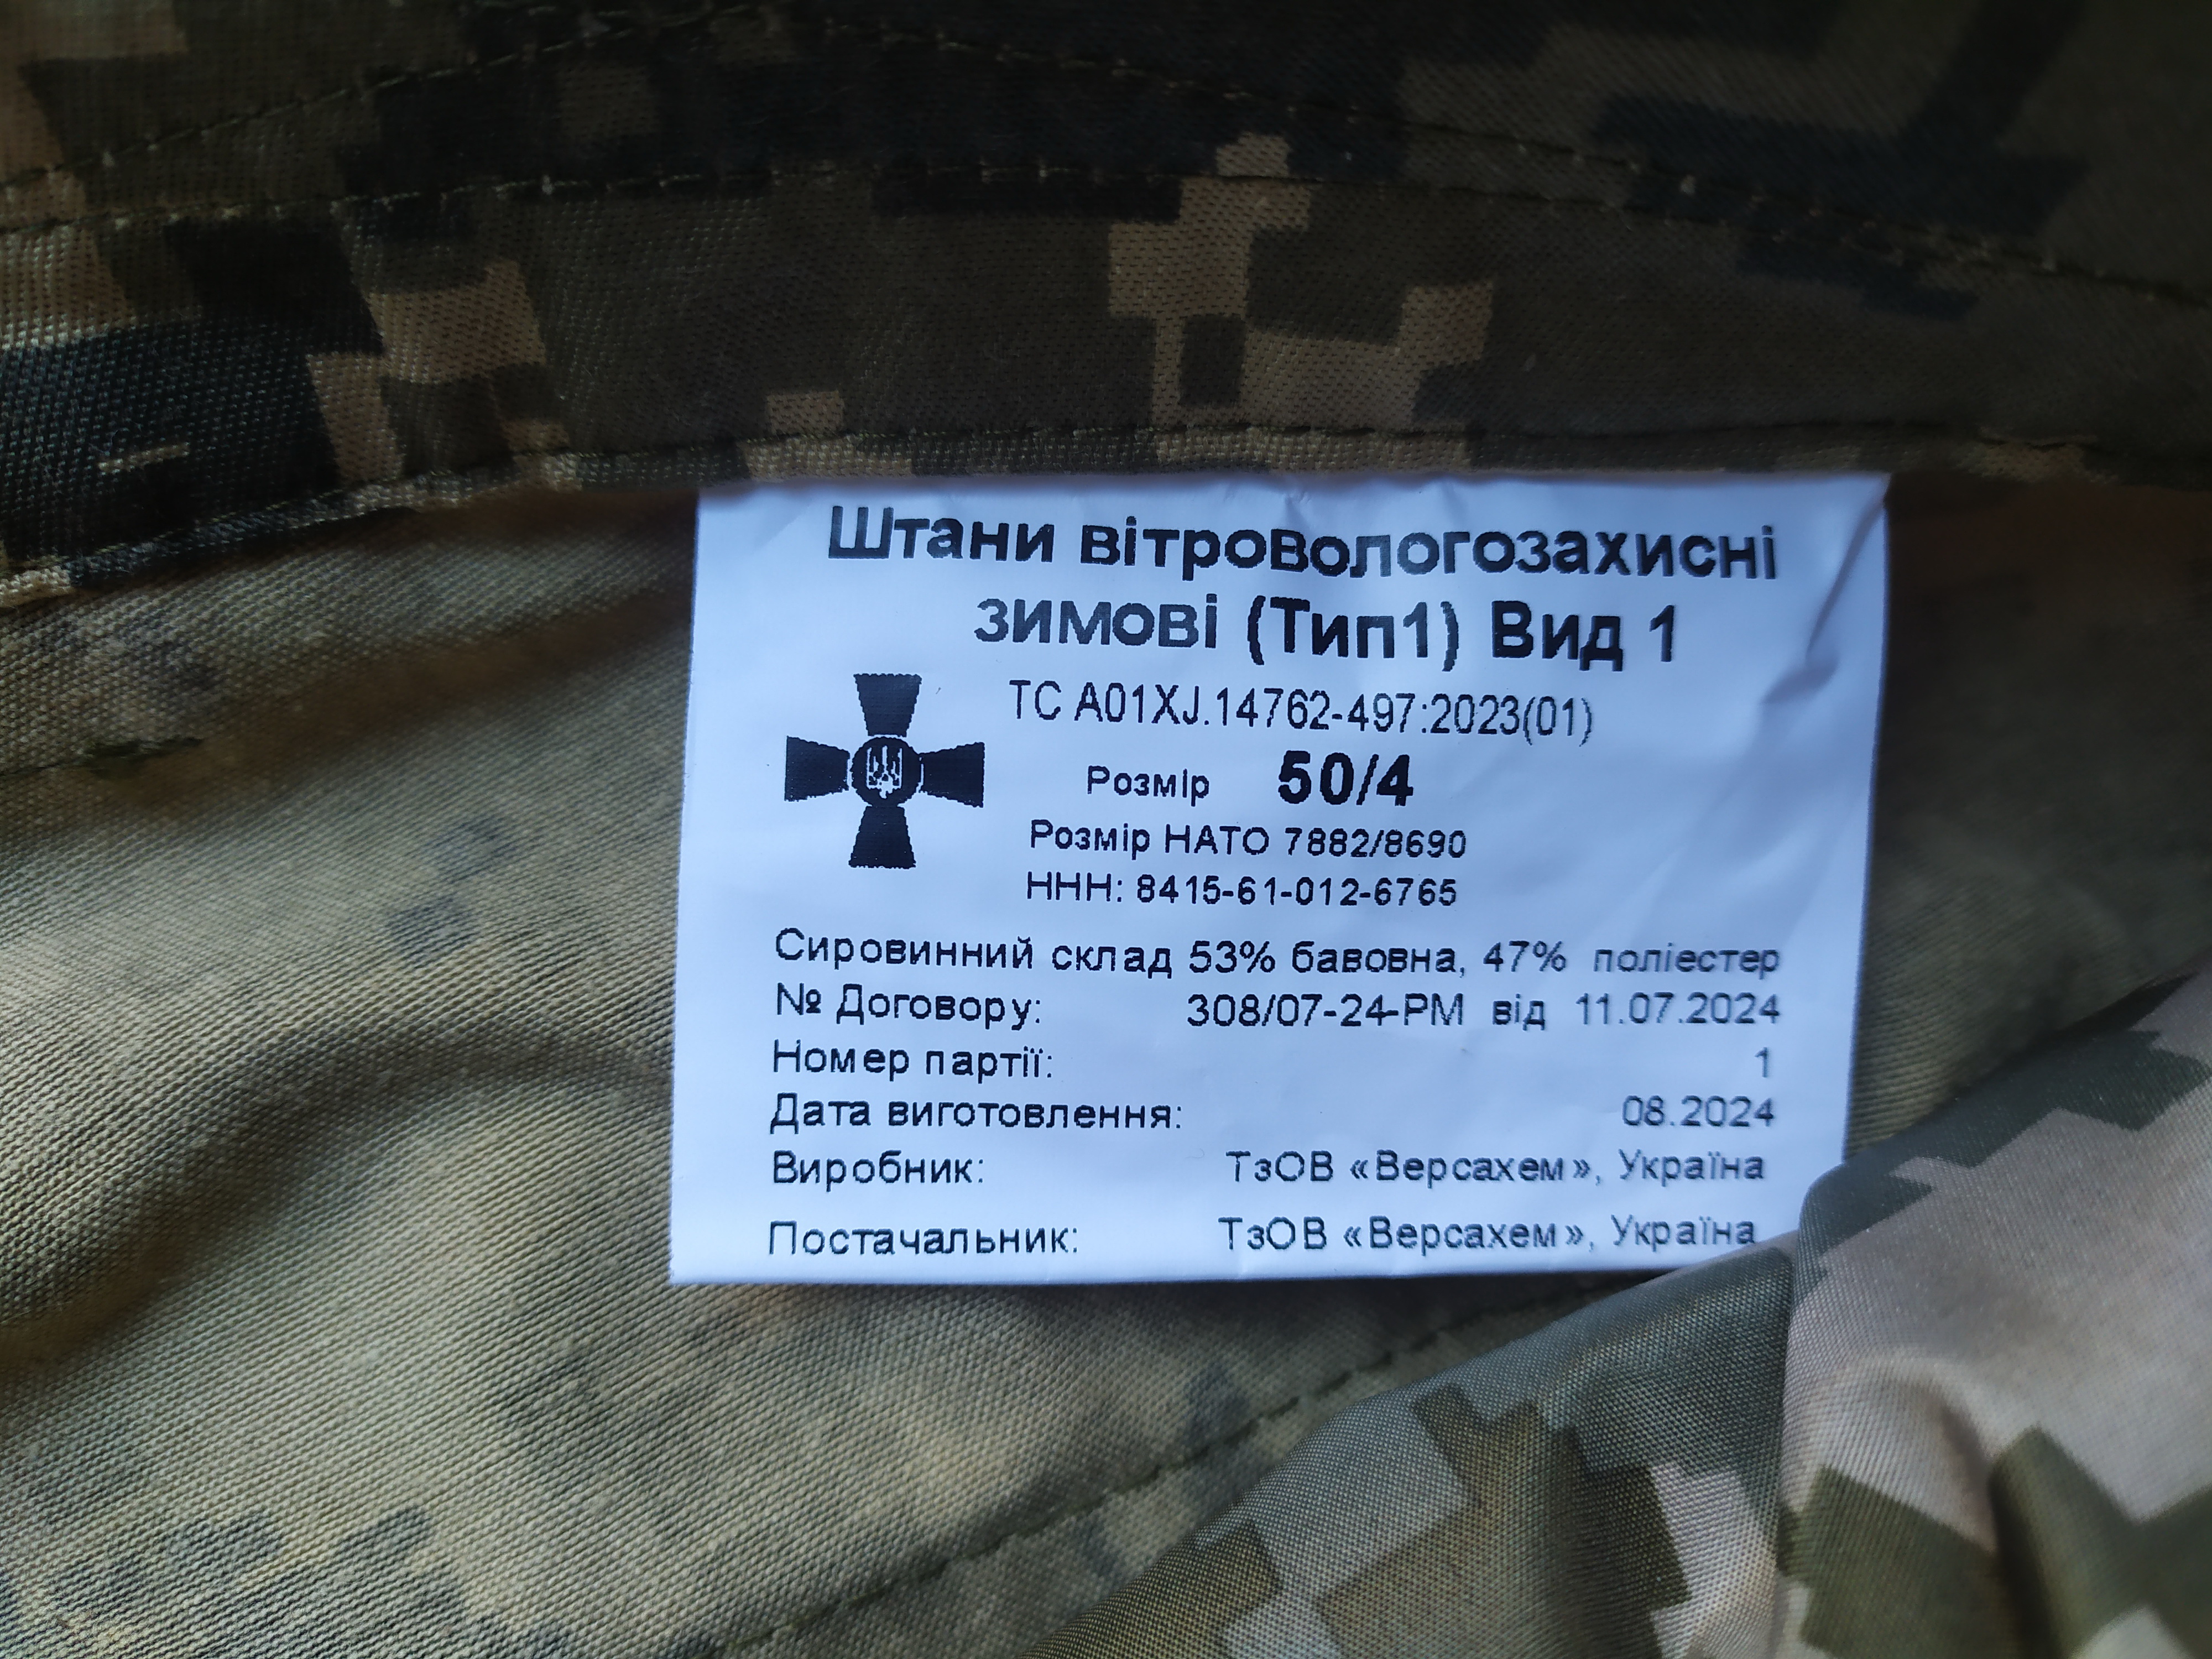 Штани вітровологозахисні
зимові (Тип1) Вид 1
ТС А01XJ.14762-497:2023(01)
Розмір 50/4
Розмір НАТО 7882/8690
ННН: 8415-61-012-6765
Сировинний склад 53% бавовна, 47% поліестер
№ Договору: 308/07-24-РМ від 11.07.2024
Номер партії: 1
Дата виготовлення: 08.2024
Виробник: ТзОВ «Версахем», Україна
Постачальник: ТзОВ «Версахем», Україна